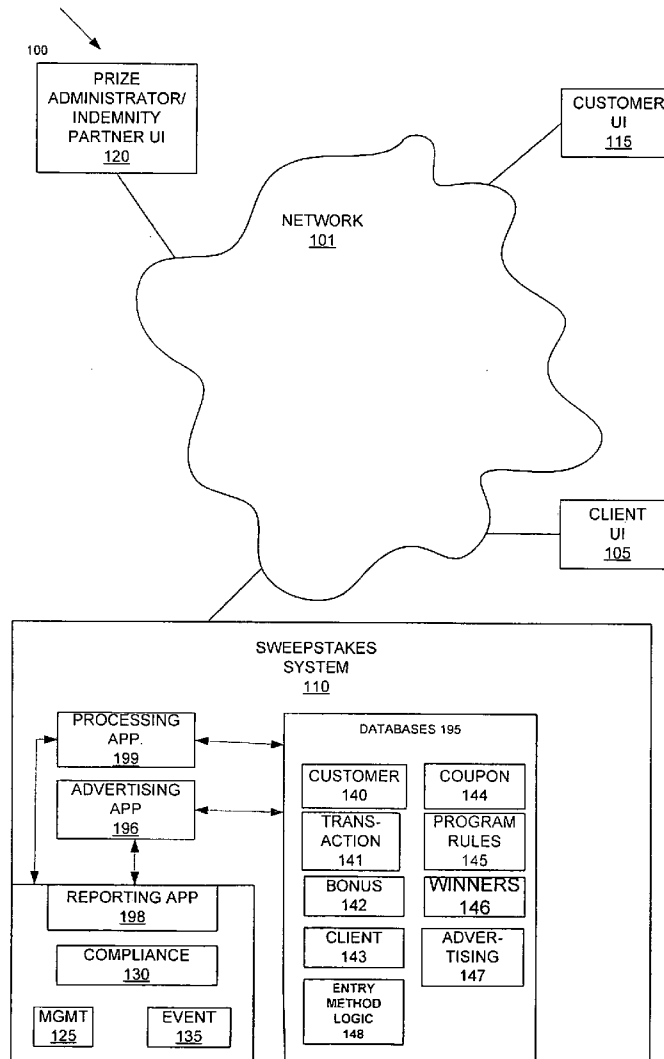 100
PRIZE
ADMINISTRATOR/
INDEMNITY
PARTNER UI
120
CUSTOMER
UI
115
NETWORK
101
CLIENT
UI
105
SWEEPSTAKES
SYSTEM
110
PROCESSING
APP.
199
ADVERTISING
APP
196
REPORTING APP
198
COMPLIANCE
130
MGMT
125
EVENT
135
DATABASES 195
CUSTOMER
140
COUPON
144
TRANS-
ACTION
141
PROGRAM
RULES
145
BONUS
142
WINNERS
146
CLIENT
143
ADVER-
TISING
147
ENTRY
METHOD
LOGIC
148